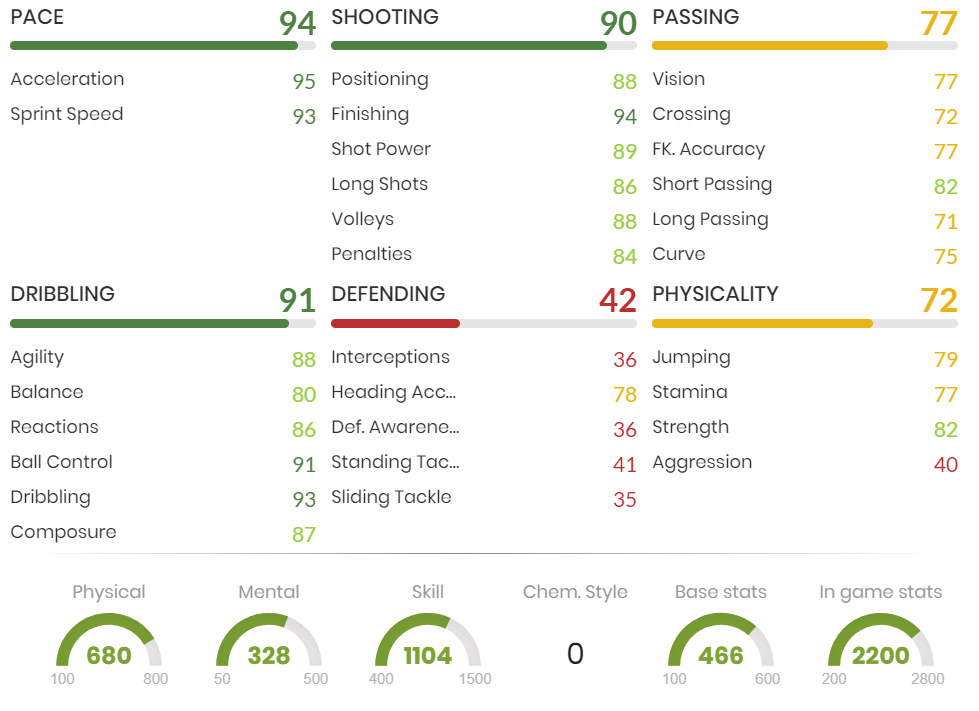 PACE 94
Acceleration 95
Sprint Speed 93
SHOOTING 90
Positioning 88
Finishing 94
Shot Power 89
Long Shots 86
Volleys 88
Penalties 84
PASSING 77
Vision 77
Crossing 72
FK. Accuracy 77
Short Passing 82
Long Passing 71
Curve 75
DRIBBLING 91
Agility 88
Balance 80
Reactions 86
Ball Control 91
Dribbling 93
Composure 87
DEFENDING 42
Interceptions 36
Heading Acc... 78
Def. Awarene... 36
Standing Tac... 41
Sliding Tackle 35
PHYSICALITY 72
Jumping 79
Stamina 77
Strength 82
Aggression 40
Physical
680
100 800
Mental
328
50 500
Skill
1104
400 1500
Chem. Style
0
Base stats
466
100 600
In game stats
2200
200 2800